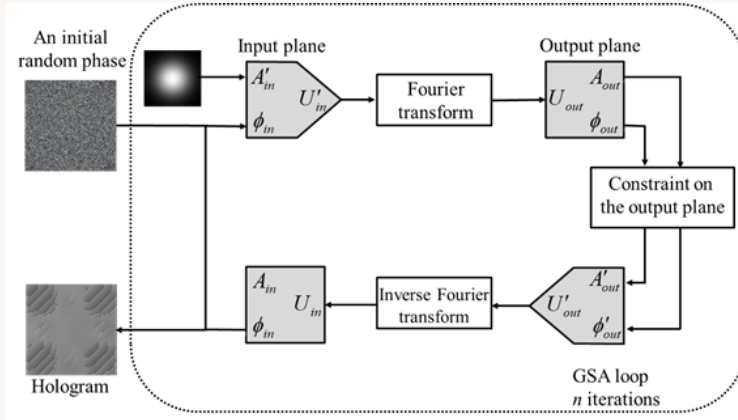 An initial
random phase
Input plane
A'in
U'in
ϕin
Fourier
transform
Output plane
Aout
Uout
ϕout
Constraint on
the output plane
A'out
U'out
ϕ'out
Inverse Fourier
transform
Ain
Uin
ϕin
Hologram
GSA loop
n iterations